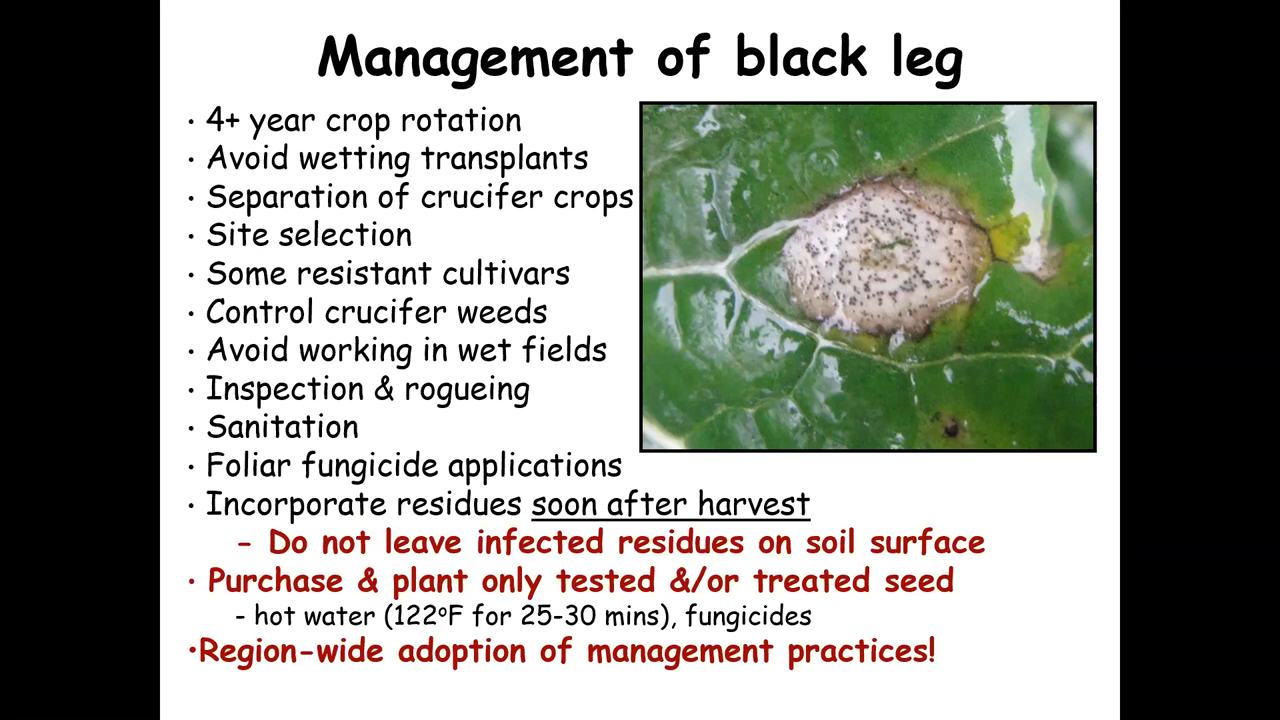 Management of black leg
• 4+ year crop rotation
• Avoid wetting transplants
• Separation of crucifer crops
• Site selection
• Some resistant cultivars
• Control crucifer weeds
• Avoid working in wet fields
• Inspection & rogueing
• Sanitation
• Foliar fungicide applications
• Incorporate residues soon after harvest
- Do not leave infected residues on soil surface
• Purchase & plant only tested &/or treated seed
- hot water (122ºF for 25-30 mins), fungicides
•Region-wide adoption of management practices!